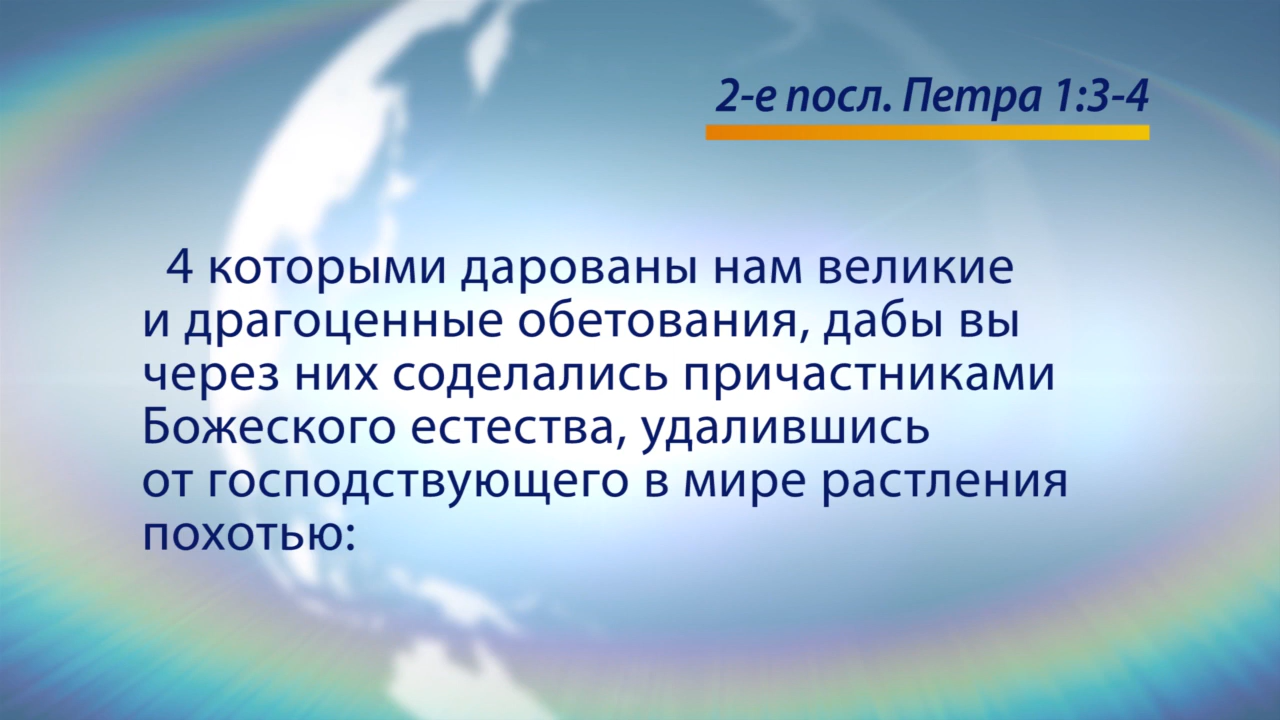 2-е посл. Петра 1:3-4
4 которыми дарованы нам великие
и драгоценные обетования, дабы вы
через них соделались причастниками
Божеского естества, удалившись
от господствующего в мире растления
похотью: